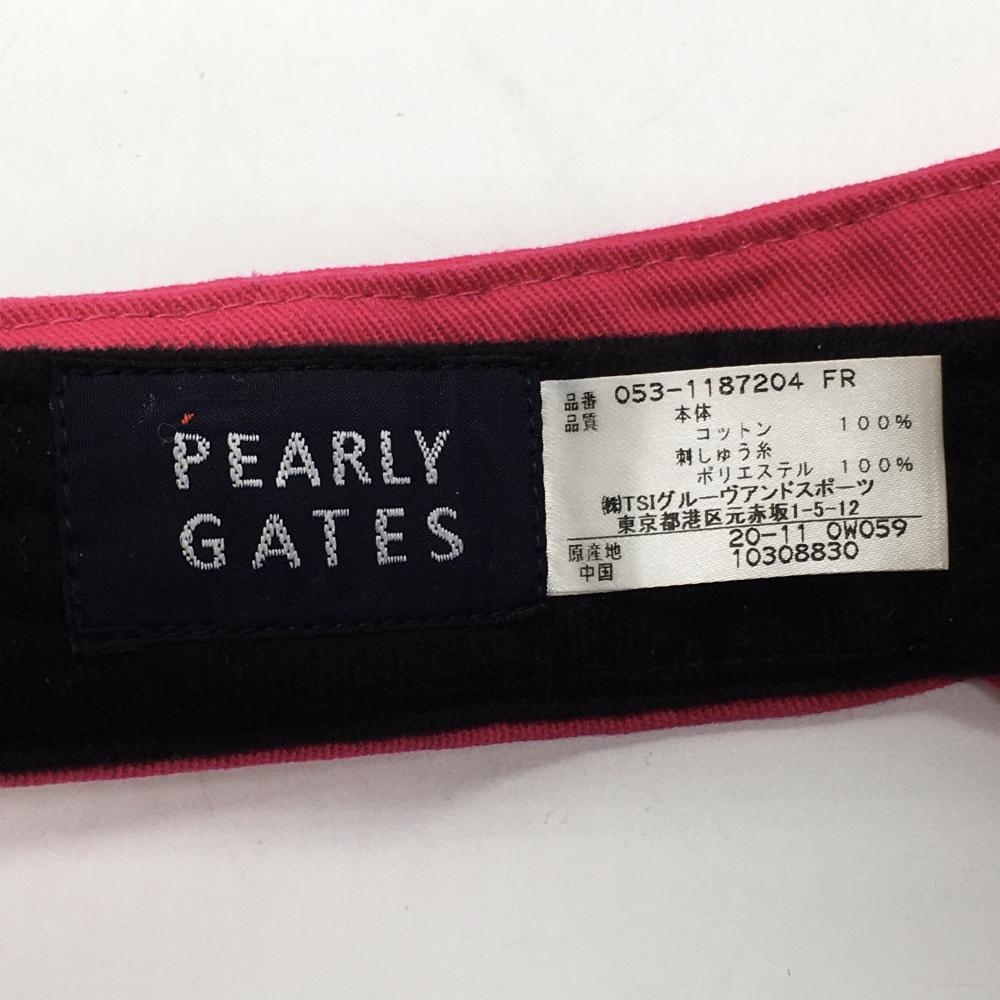 PEARLY
GATES
品番 053-1187204 FR
品質 本体
コットン 100%
刺しゅう糸
ポリエステル 100%
㈱TSIグルーヴアンドスポーツ
東京都港区元赤坂1-5-12
20-11 0W059
原産地 10308830
中国